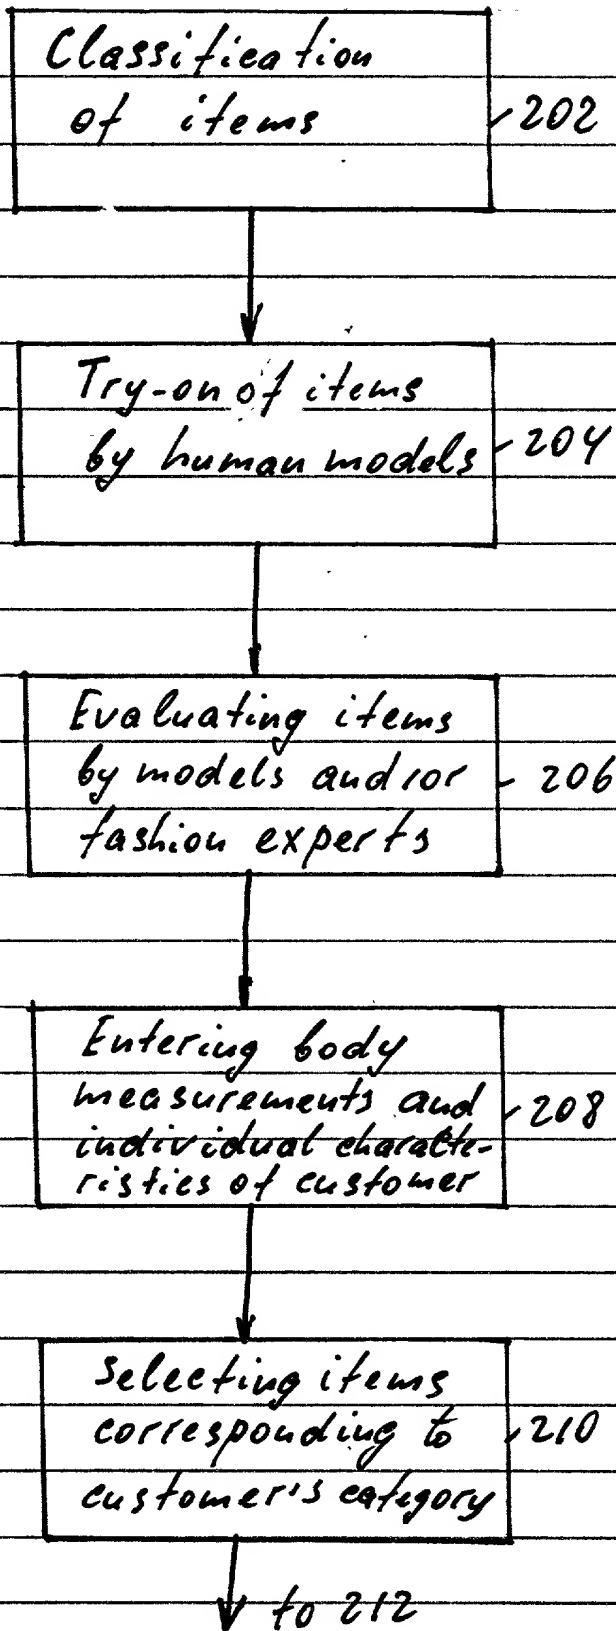 Classification
of items
202
Try-on of items
by human models
204
Evaluating items
by models and/or
fashion experts
206
Entering body
measurements and
individual characte-
ristics of customer
208
Selecting items
corresponding to
customer's category
210
to 212